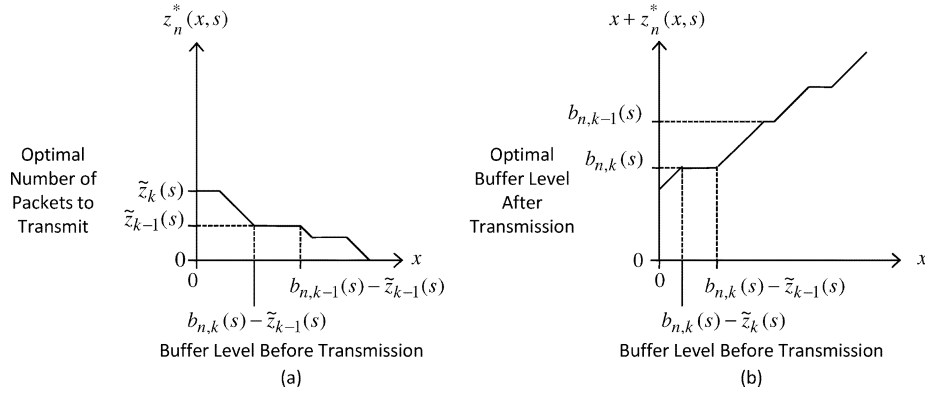 z*_n(x,s)
Optimal
Number of
Packets to
Transmit
z̃_k(s)
z̃_{k−1}(s)
0
0
x
b_{n,k−1}(s) − z̃_{k−1}(s)
b_{n,k}(s) − z̃_{k−1}(s)
Buffer Level Before Transmission
(a)
x + z*_n(x,s)
Optimal
Buffer Level
After
Transmission
b_{n,k−1}(s)
b_{n,k}(s)
0
0
x
b_{n,k}(s) − z̃_{k−1}(s)
b_{n,k}(s) − z̃_k(s)
Buffer Level Before Transmission
(b)